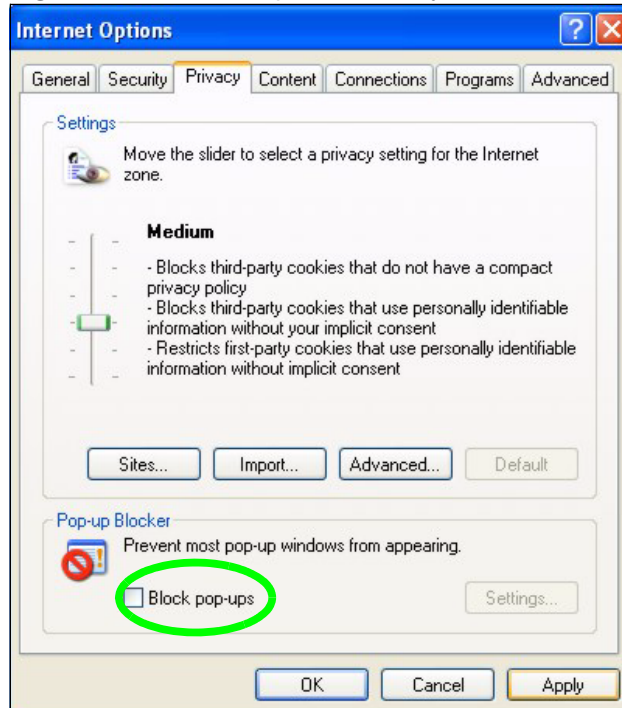 Internet Options
General Security Privacy Content Connections Programs Advanced
Settings
Move the slider to select a privacy setting for the Internet
zone.
Medium
- Blocks third-party cookies that do not have a compact
privacy policy
- Blocks third-party cookies that use personally identifiable
information without your implicit consent
- Restricts first-party cookies that use personally identifiable
information without implicit consent
Sites... Import... Advanced... Default
Pop-up Blocker
Prevent most pop-up windows from appearing.
Block pop-ups Settings...
OK Cancel Apply